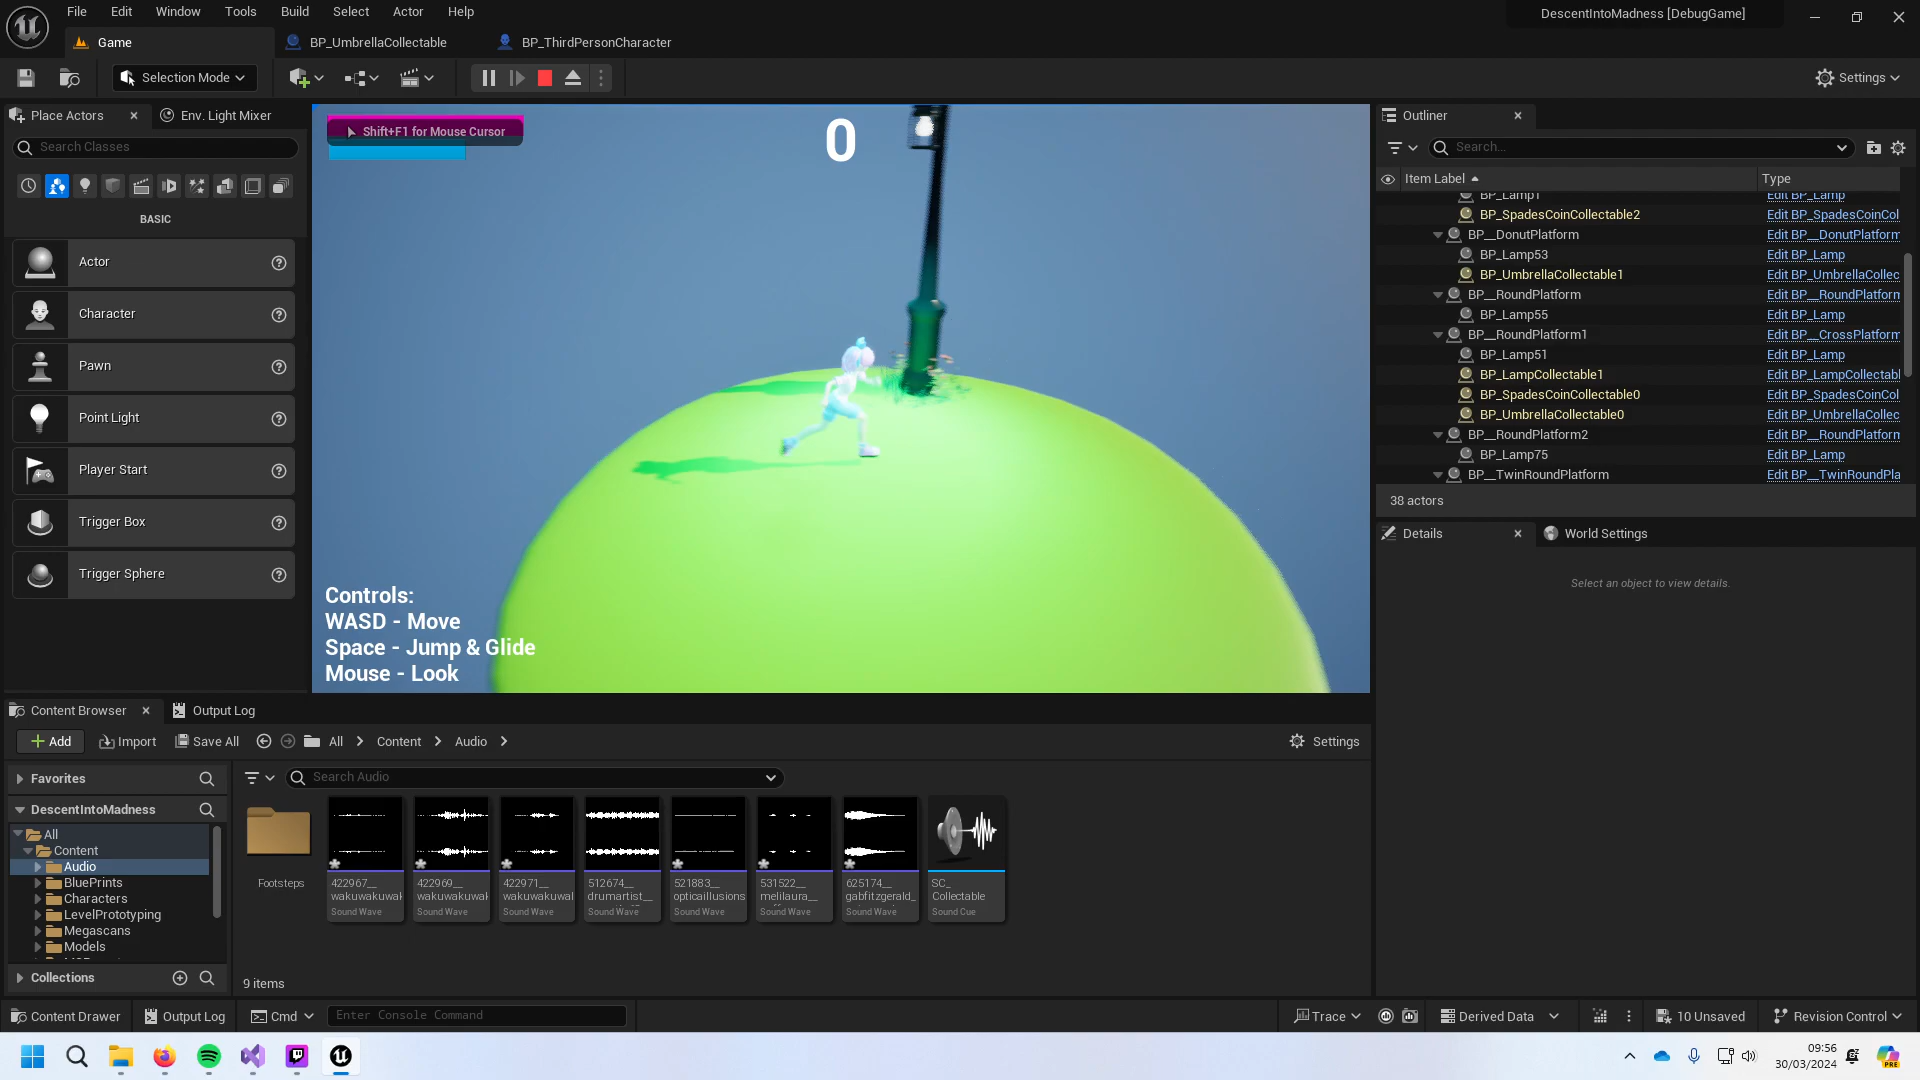 File Edit Window Tools Build Select Actor Help
DescentIntoMadness [DebugGame]
Game
BP_UmbrellaCollectable
BP_ThirdPersonCharacter
Selection Mode
Settings
Place Actors
Env. Light Mixer
Search Classes
BASIC
Actor
Character
Pawn
Point Light
Player Start
Trigger Box
Trigger Sphere
Shift+F1 for Mouse Cursor
0
Controls:
WASD - Move
Space - Jump & Glide
Mouse - Look
Outliner
Search...
Item Label
Type
BP_Lamp1 Edit BP_Lamp
BP_SpadesCoinCollectable2 Edit BP_SpadesCoinCol
BP__DonutPlatform Edit BP__DonutPlatform
BP_Lamp53 Edit BP_Lamp
BP_UmbrellaCollectable1 Edit BP_UmbrellaCollec
BP__RoundPlatform Edit BP__RoundPlatform
BP_Lamp55 Edit BP_Lamp
BP__RoundPlatform1 Edit BP__CrossPlatform
BP_Lamp51 Edit BP_Lamp
BP_LampCollectable1 Edit BP_LampCollectabl
BP_SpadesCoinCollectable0 Edit BP_SpadesCoinCol
BP_UmbrellaCollectable0 Edit BP_UmbrellaCollec
BP__RoundPlatform2 Edit BP__RoundPlatform
BP_Lamp75 Edit BP_Lamp
BP__TwinRoundPlatform Edit BP__TwinRoundPla
38 actors
Details
World Settings
Select an object to view details.
Content Browser
Output Log
Add
Import
Save All
All > Content > Audio >
Settings
Favorites
Search Audio
DescentIntoMadness
All
Content
Audio
BluePrints
Characters
LevelPrototyping
Megascans
Models
Collections
Footsteps
422967__
wakuwakuwak
Sound Wave
422969__
wakuwakuwak
Sound Wave
422971__
wakuwakuwal
Sound Wave
512674__
drumartist__
Sound Wave
521883__
opticaillusions
Sound Wave
531522__
melilaura__
Sound Wave
625174__
gabfitzgerald_
Sound Wave
SC_
Collectable
Sound Cue
9 items
Content Drawer
Output Log
Cmd
Enter Console Command
Trace
Derived Data
10 Unsaved
Revision Control
09:56
30/03/2024
PRE